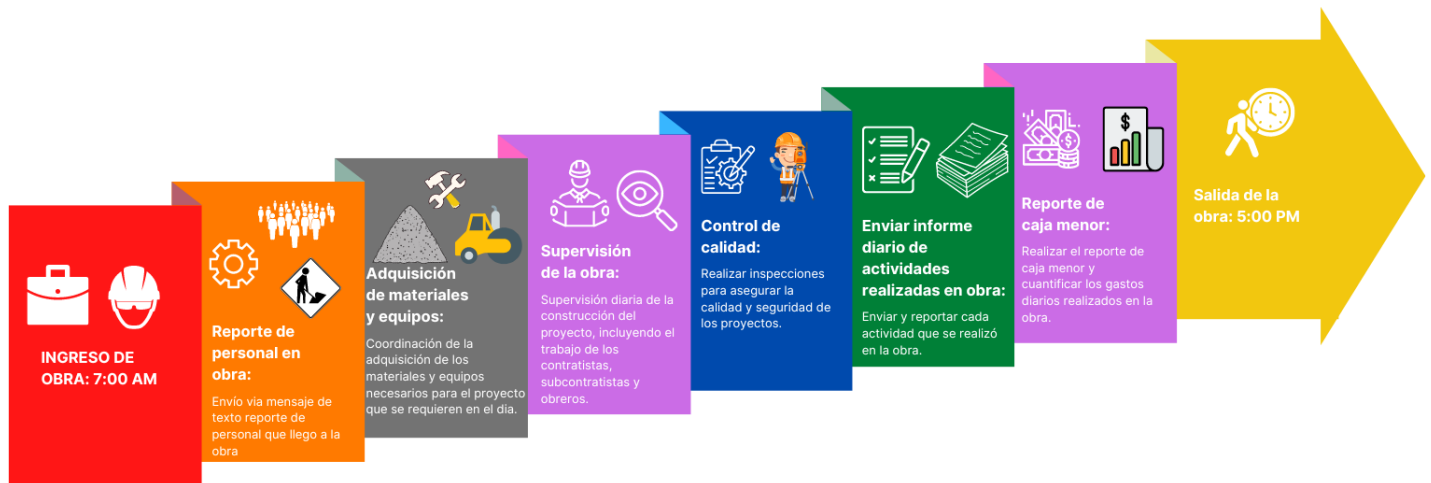 INGRESO DE
OBRA: 7:00 AM
Reporte de
personal en
obra:
Envío via mensaje de
texto reporte de
personal que llego a la
obra
Adquisición
de materiales
y equipos:
Coordinación de la
adquisición de los
materiales y equipos
necesarios para el proyecto
que se requieren en el dia.
Supervisión
de la obra:
Supervisión diaria de la
construcción del
proyecto, incluyendo el
trabajo de los
contratistas,
subcontratistas y
obreros.
Control de
calidad:
Realizar inspecciones
para asegurar la
calidad y seguridad de
los proyectos.
Enviar informe
diario de
actividades
realizadas en obra:
Enviar y reportar cada
actividad que se realizó
en la obra.
$
$
Reporte de
caja menor:
Realizar el reporte de
caja menor y
cuantificar los gastos
diarios realizados en la
obra.
Salida de la
obra: 5:00 PM